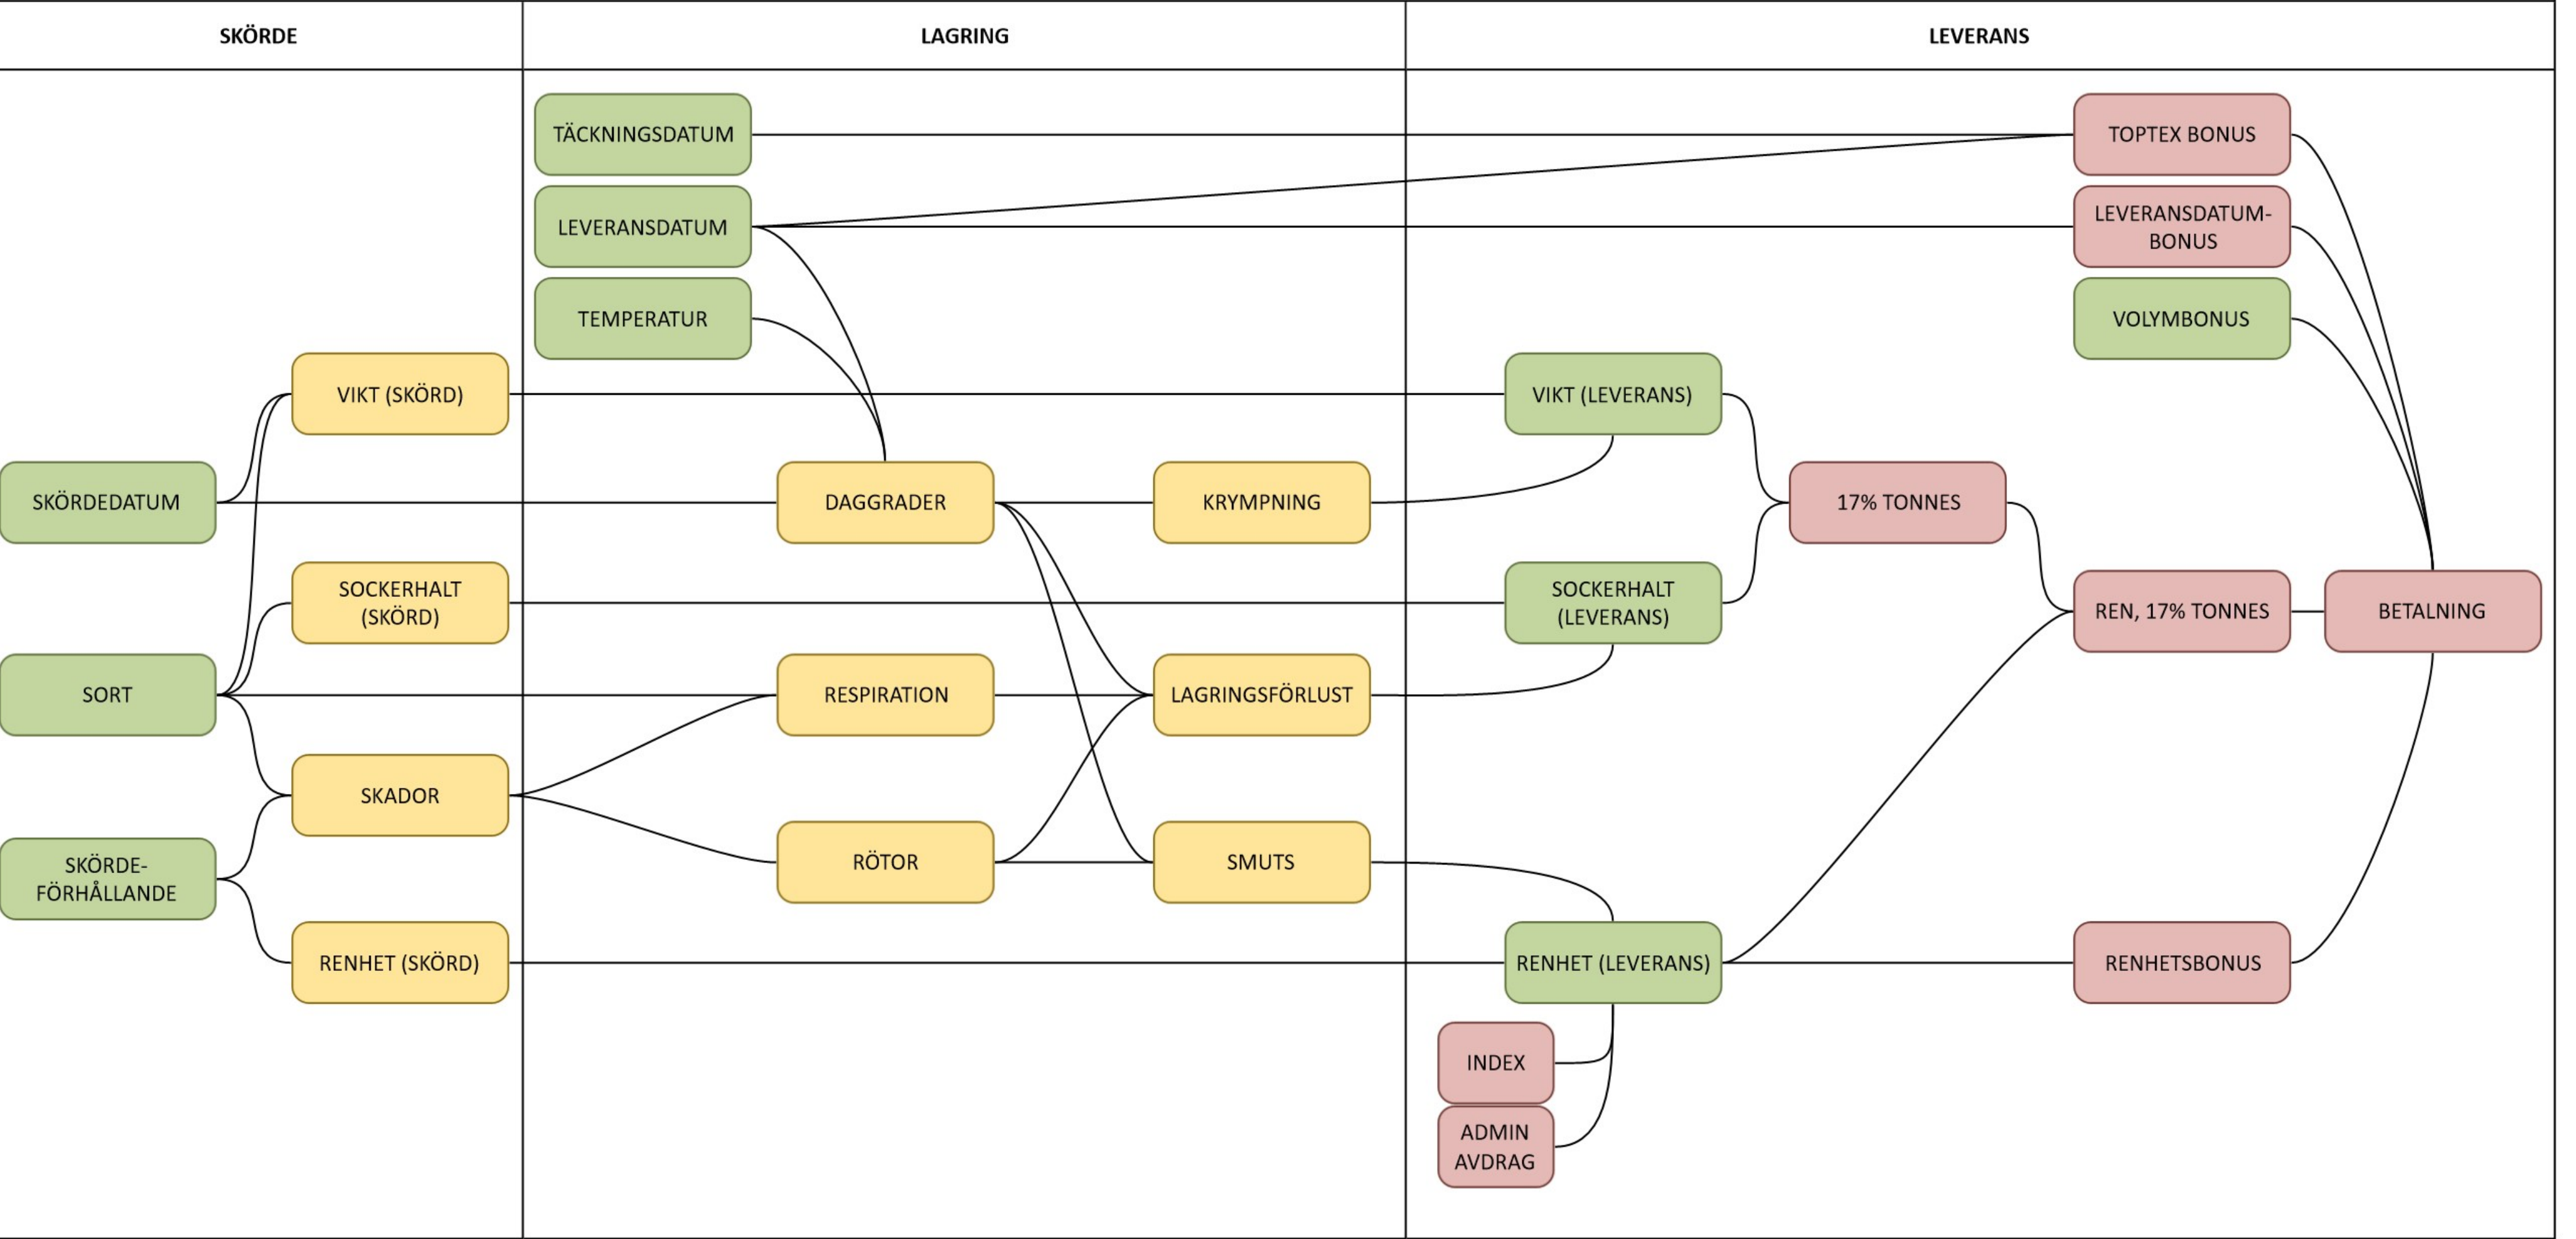 SKÖRDE
LAGRING
LEVERANS
TÄCKNINGSDATUM
TOPTEX BONUS
LEVERANSDATUM
LEVERANSDATUM-
BONUS
TEMPERATUR
VOLYMBONUS
VIKT (SKÖRD)
VIKT (LEVERANS)
SKÖRDEDATUM
DAGGRADER
KRYMPNING
17% TONNES
SOCKERHALT
(SKÖRD)
SOCKERHALT
(LEVERANS)
REN, 17% TONNES
BETALNING
SORT
RESPIRATION
LAGRINGSFÖRLUST
SKADOR
SKÖRDE-
FÖRHÅLLANDE
RÖTOR
SMUTS
RENHET (SKÖRD)
RENHET (LEVERANS)
RENHETSBONUS
INDEX
ADMIN
AVDRAG